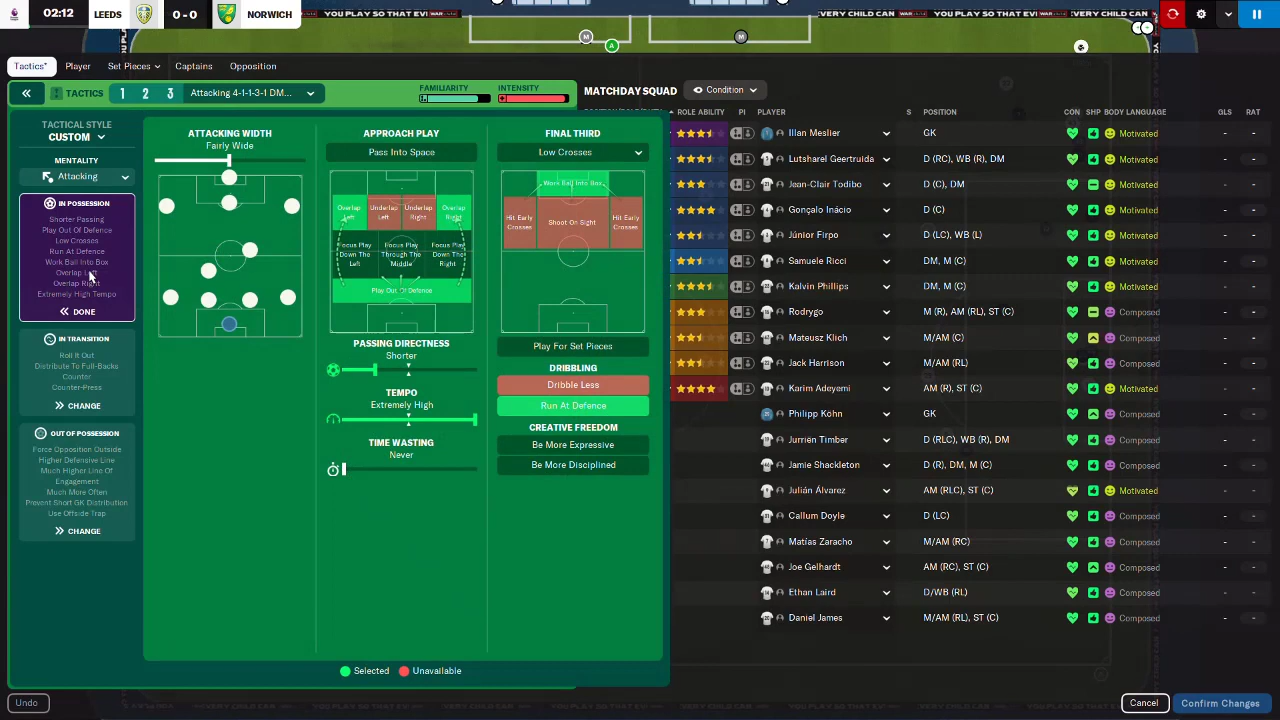 02:12 LEEDS 0 - 0 NORWICH
YOU PLAY SO THAT EVERY CHILD CAN
M A M
Tactics* Player Set Pieces Captains Opposition
TACTICS 1 2 3 Attacking 4-1-1-3-1 DM...
FAMILIARITY INTENSITY
MATCHDAY SQUAD Condition
TACTICAL STYLE
CUSTOM
MENTALITY
Attacking
IN POSSESSION
Shorter Passing
Play Out Of Defence
Low Crosses
Run At Defence
Work Ball Into Box
Overlap Left
Overlap Right
Extremely High Tempo
DONE
IN TRANSITION
Roll It Out
Distribute To Full-Backs
Counter
Counter-Press
CHANGE
OUT OF POSSESSION
Force Opposition Outside
Higher Defensive Line
Much Higher Line Of
Engagement
Much More Often
Prevent Short GK Distribution
Use Offside Trap
CHANGE
ATTACKING WIDTH
Fairly Wide
APPROACH PLAY
Pass Into Space
Overlap Left
Underlap Left
Underlap Right
Overlap Right
Focus Play Down The Left
Focus Play Through The Middle
Focus Play Down The Right
Play Out Of Defence
PASSING DIRECTNESS
Shorter
TEMPO
Extremely High
TIME WASTING
Never
FINAL THIRD
Low Crosses
Work Ball Into Box
Hit Early Crosses
Shoot On Sight
Hit Early Crosses
Play For Set Pieces
DRIBBLING
Dribble Less
Run At Defence
CREATIVE FREEDOM
Be More Expressive
Be More Disciplined
Selected Unavailable
ROLE ABILITY PI PLAYER S POSITION CON SHP BODY LANGUAGE GLS RAT
Illan Meslier GK Motivated - -
Lutsharel Geertruida D (RC), WB (R), DM Motivated - -
Jean-Clair Todibo D (C), DM Motivated - -
Gonçalo Inácio D (C) Motivated - -
Júnior Firpo D (LC), WB (L) Motivated - -
Samuele Ricci DM, M (C) Motivated - -
Kalvin Phillips DM, M (C) Motivated - -
Rodrygo M (R), AM (RL), ST (C) Motivated - -
Mateusz Klich M/AM (C) Composed - -
Jack Harrison M/AM (RL) Composed - -
Karim Adeyemi AM (R), ST (C) Motivated - -
Philipp Köhn GK Composed - -
Jurriën Timber D (RLC), WB (R), DM Composed - -
Jamie Shackleton D (R), DM, M (C) Composed - -
Julián Álvarez AM (RLC), ST (C) Motivated - -
Callum Doyle D (LC) Composed - -
Matías Zaracho M/AM (RC) Composed - -
Joe Gelhardt AM (RC), ST (C) Composed - -
Ethan Laird D/WB (RL) Composed - -
Daniel James M/AM (RL), ST (C) Composed - -
Undo Cancel Confirm Changes